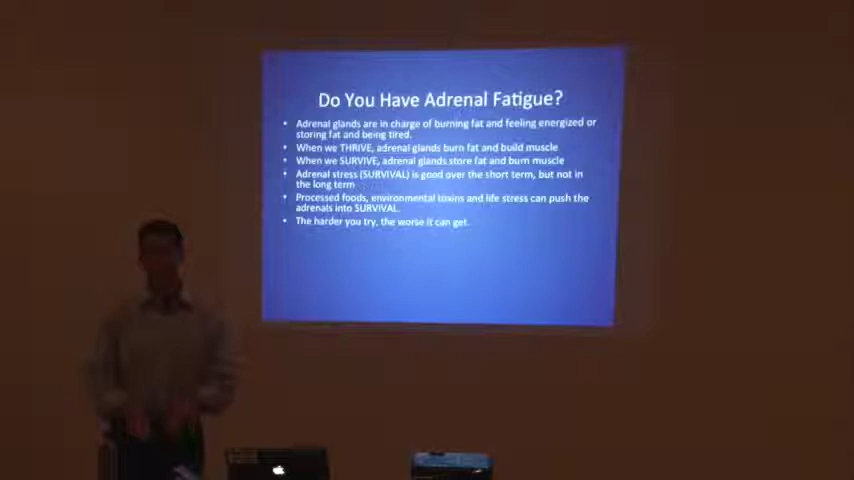 Do You Have Adrenal Fatigue?
• Adrenal glands are in charge of burning fat and feeling energized or
storing fat and being tired.
• When we THRIVE, adrenal glands burn fat and build muscle
• When we SURVIVE, adrenal glands store fat and burn muscle
• Adrenal stress (SURVIVAL) is good over the short term, but not in
the long term
• Processed foods, environmental toxins and life stress can push the
adrenals into SURVIVAL.
• The harder you try, the worse it can get.